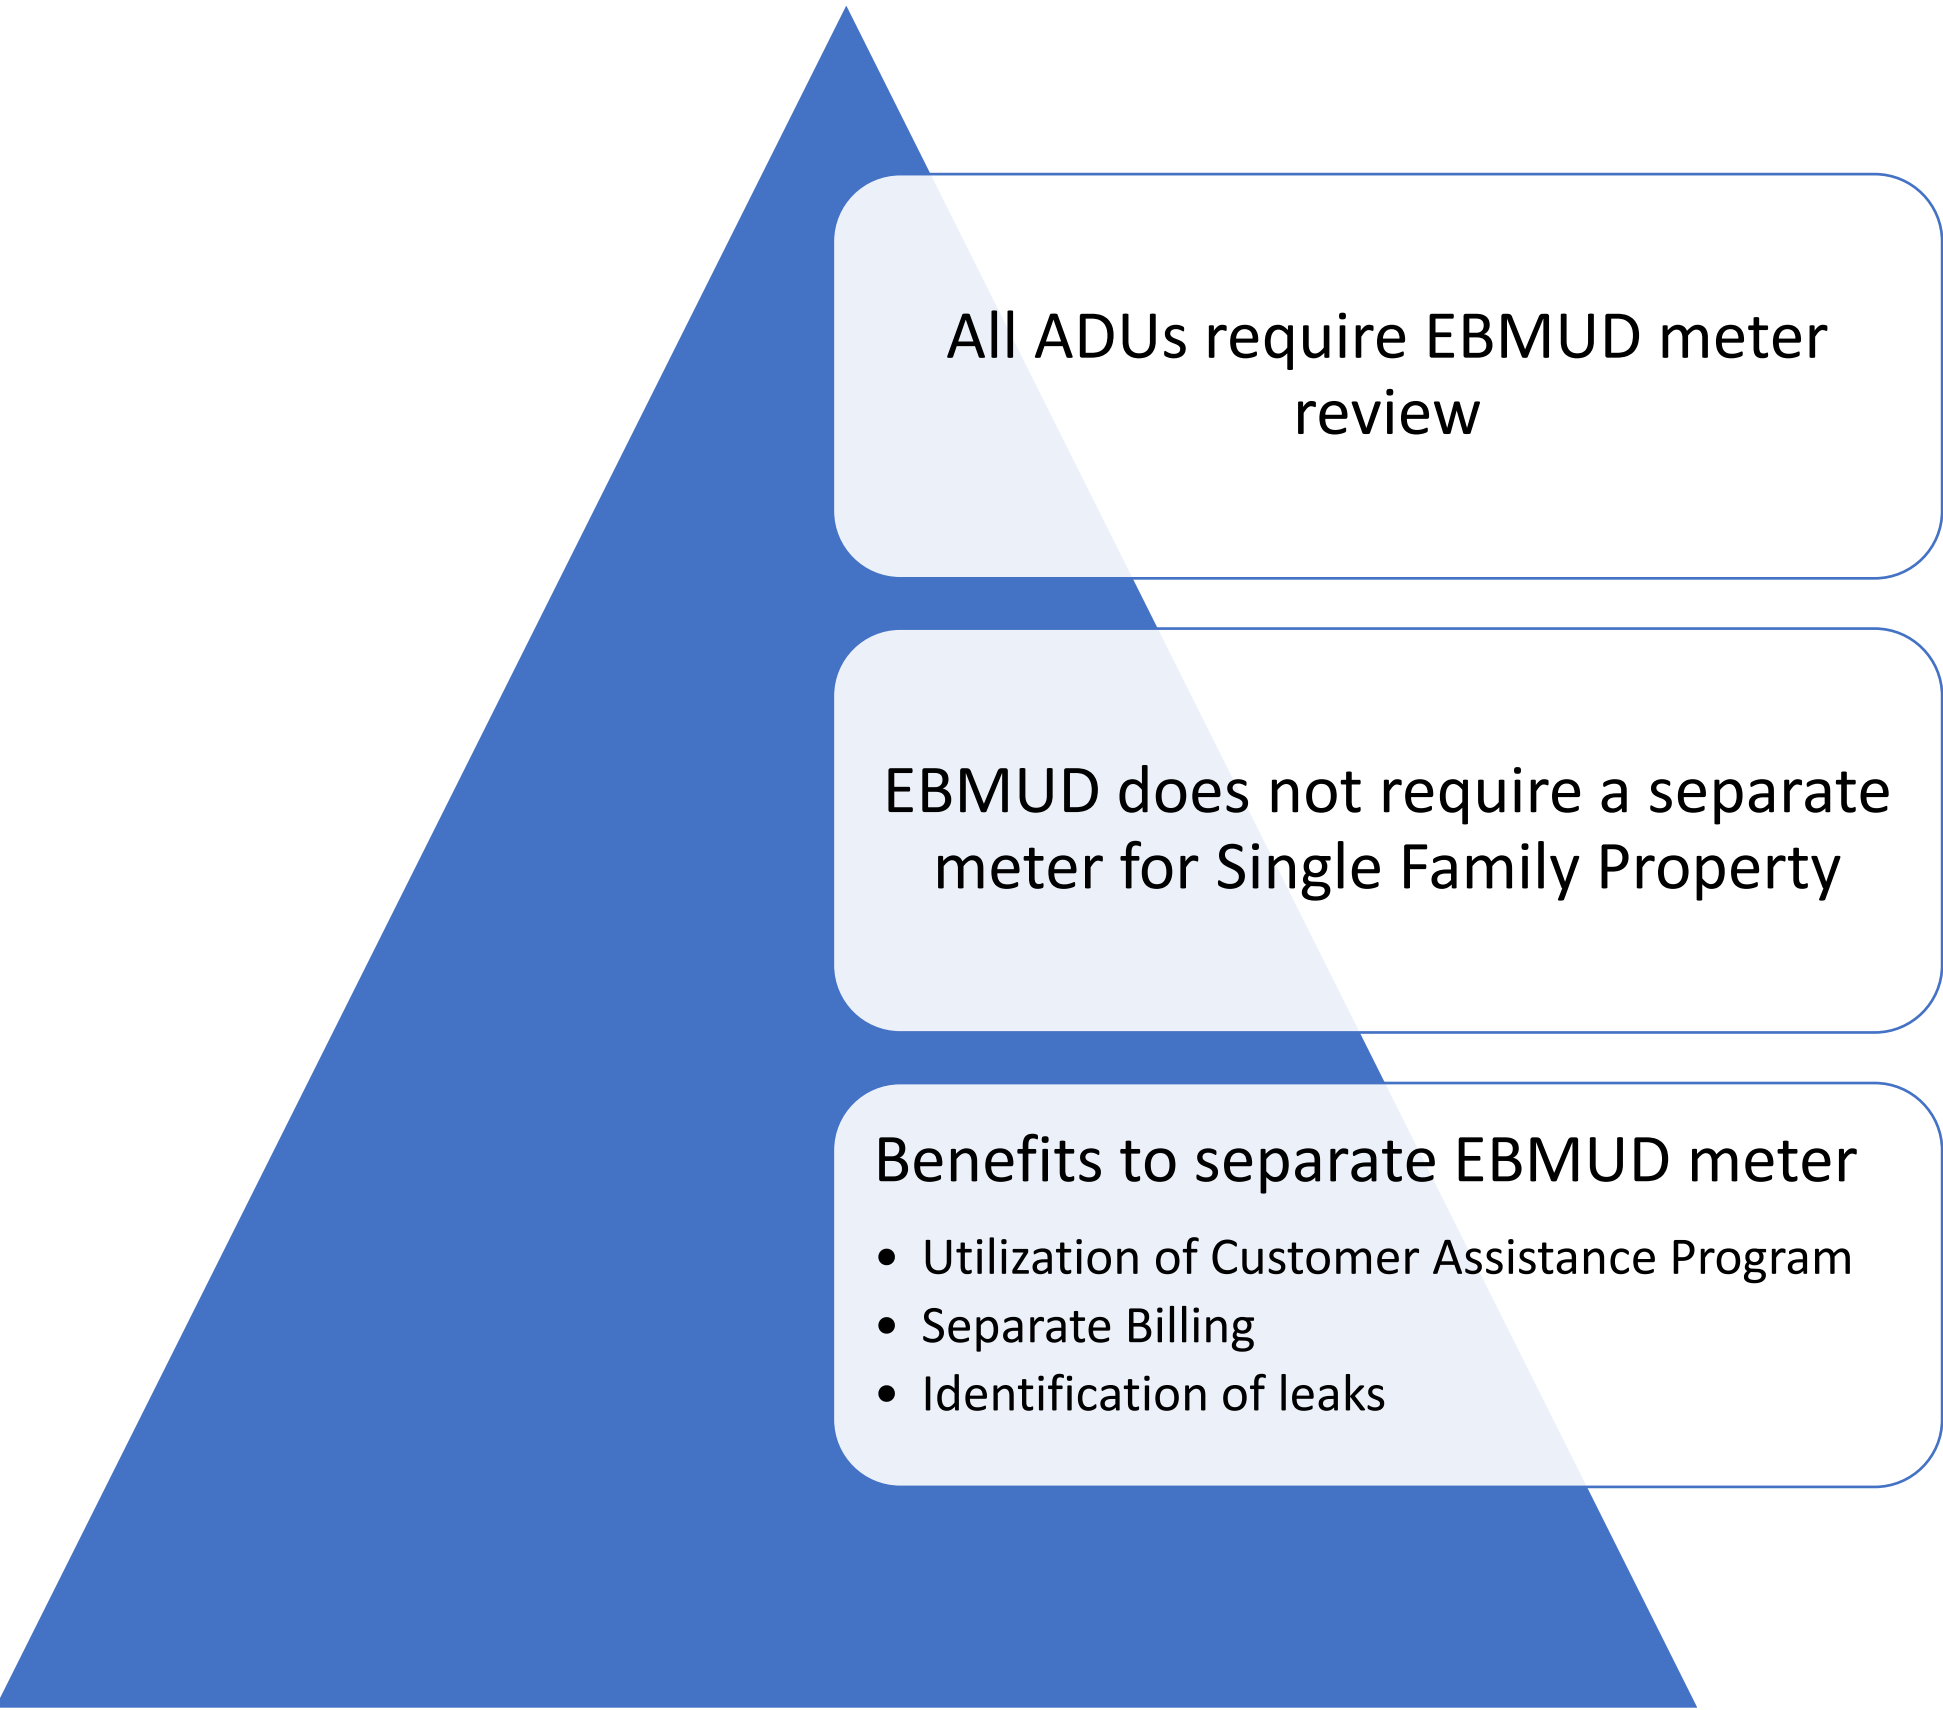 All ADUs require EBMUD meter
review
EBMUD does not require a separate
meter for Single Family Property
Benefits to separate EBMUD meter
• Utilization of Customer Assistance Program
• Separate Billing
• Identification of leaks